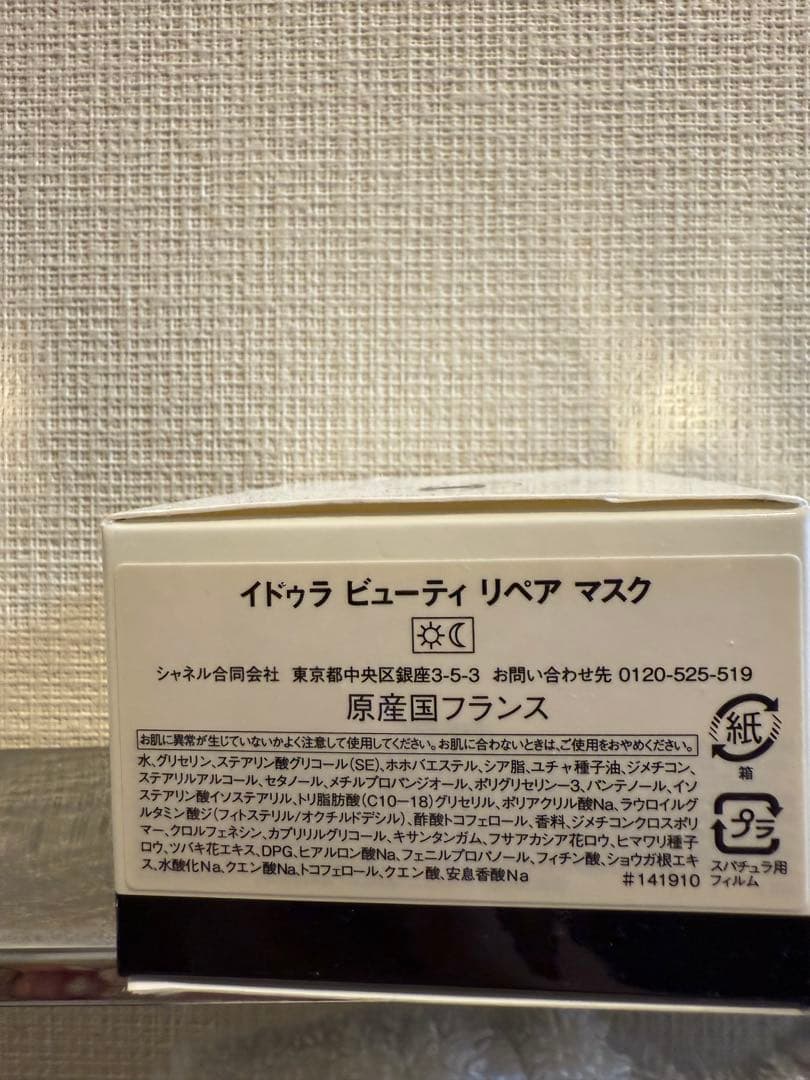 イドゥラ ビューティ リペア マスク
シャネル合同会社 東京都中央区銀座3-5-3 お問い合わせ先 0120-525-519
原産国フランス
お肌に異常が生じていないかよく注意して使用してください。お肌に合わないときは、ご使用をおやめください。
水、グリセリン、ステアリン酸グリコール(SE)、ホホバエステル、シア脂、ユチャ種子油、ジメチコン、
ステアリルアルコール、セタノール、メチルプロパンジオール、ポリグリセリン-3、パンテノール、イソ
ステアリン酸イソステアリル、トリ脂肪酸(C10-18)グリセリル、ポリアクリル酸Na、ラウロイルグ
ルタミン酸ジ(フィトステリル/オクチルドデシル)、酢酸トコフェロール、香料、ジメチコンクロスポリ
マー、クロルフェネシン、カプリリルグリコール、キサンタンガム、フサアカシア花ロウ、ヒマワリ種子
ロウ、ツバキ花エキス、DPG、ヒアルロン酸Na、フェニルプロパノール、フィチン酸、ショウガ根エキ
ス、水酸化Na、クエン酸Na、トコフェロール、クエン酸、安息香酸Na
#141910
紙
箱
プラ
スパチュラ用
フィルム